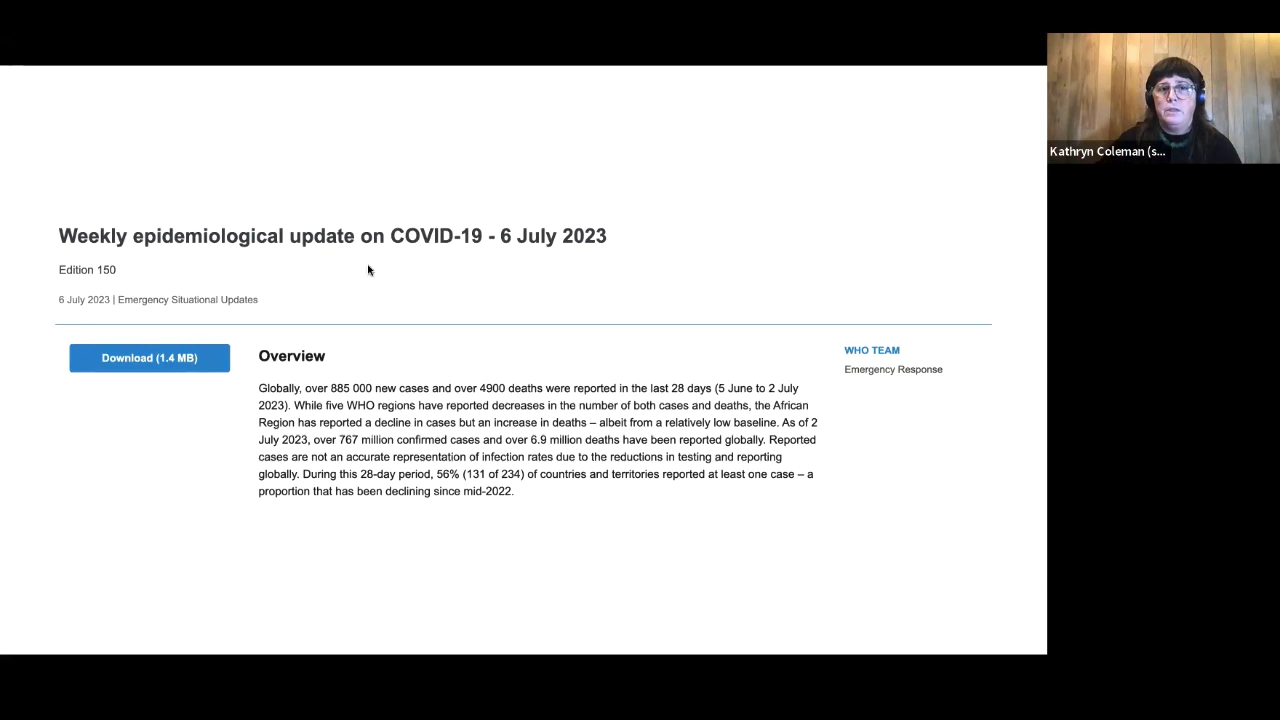 Weekly epidemiological update on COVID-19 - 6 July 2023
Edition 150
6 July 2023 | Emergency Situational Updates
Download (1.4 MB)
Overview
Globally, over 885 000 new cases and over 4900 deaths were reported in the last 28 days (5 June to 2 July
2023). While five WHO regions have reported decreases in the number of both cases and deaths, the African
Region has reported a decline in cases but an increase in deaths – albeit from a relatively low baseline. As of 2
July 2023, over 767 million confirmed cases and over 6.9 million deaths have been reported globally. Reported
cases are not an accurate representation of infection rates due to the reductions in testing and reporting
globally. During this 28-day period, 56% (131 of 234) of countries and territories reported at least one case – a
proportion that has been declining since mid-2022.
WHO TEAM
Emergency Response
Kathryn Coleman (s...